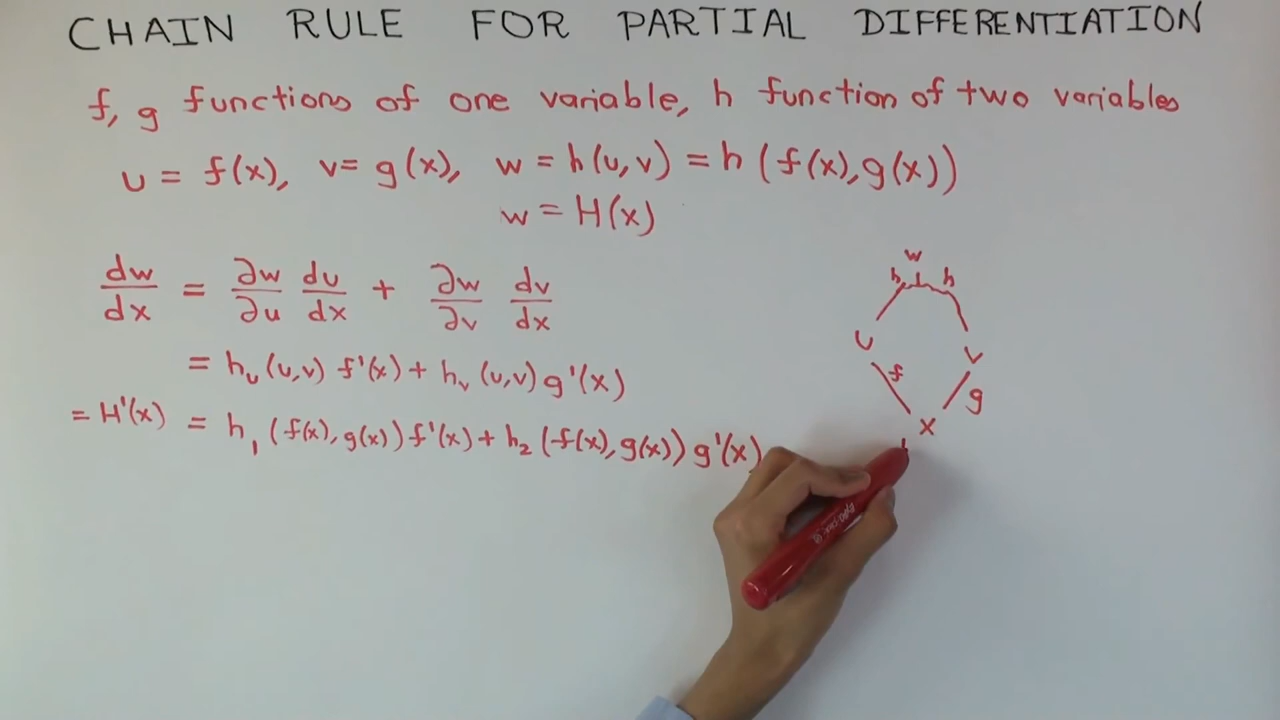 CHAIN RULE FOR PARTIAL DIFFERENTIATION
f, g functions of one variable, h function of two variables
u = f(x), v= g(x), w = h(u,v) = h(f(x),g(x))
w = H(x)
dw/dx = ∂w/∂u du/dx + ∂w/∂v dv/dx
= h_u (u,v) f'(x) + h_v (u,v) g'(x)
= H'(x) = h_1 (f(x), g(x)) f'(x) + h_2 (f(x), g(x)) g'(x)
w
h h
u v
f g
x